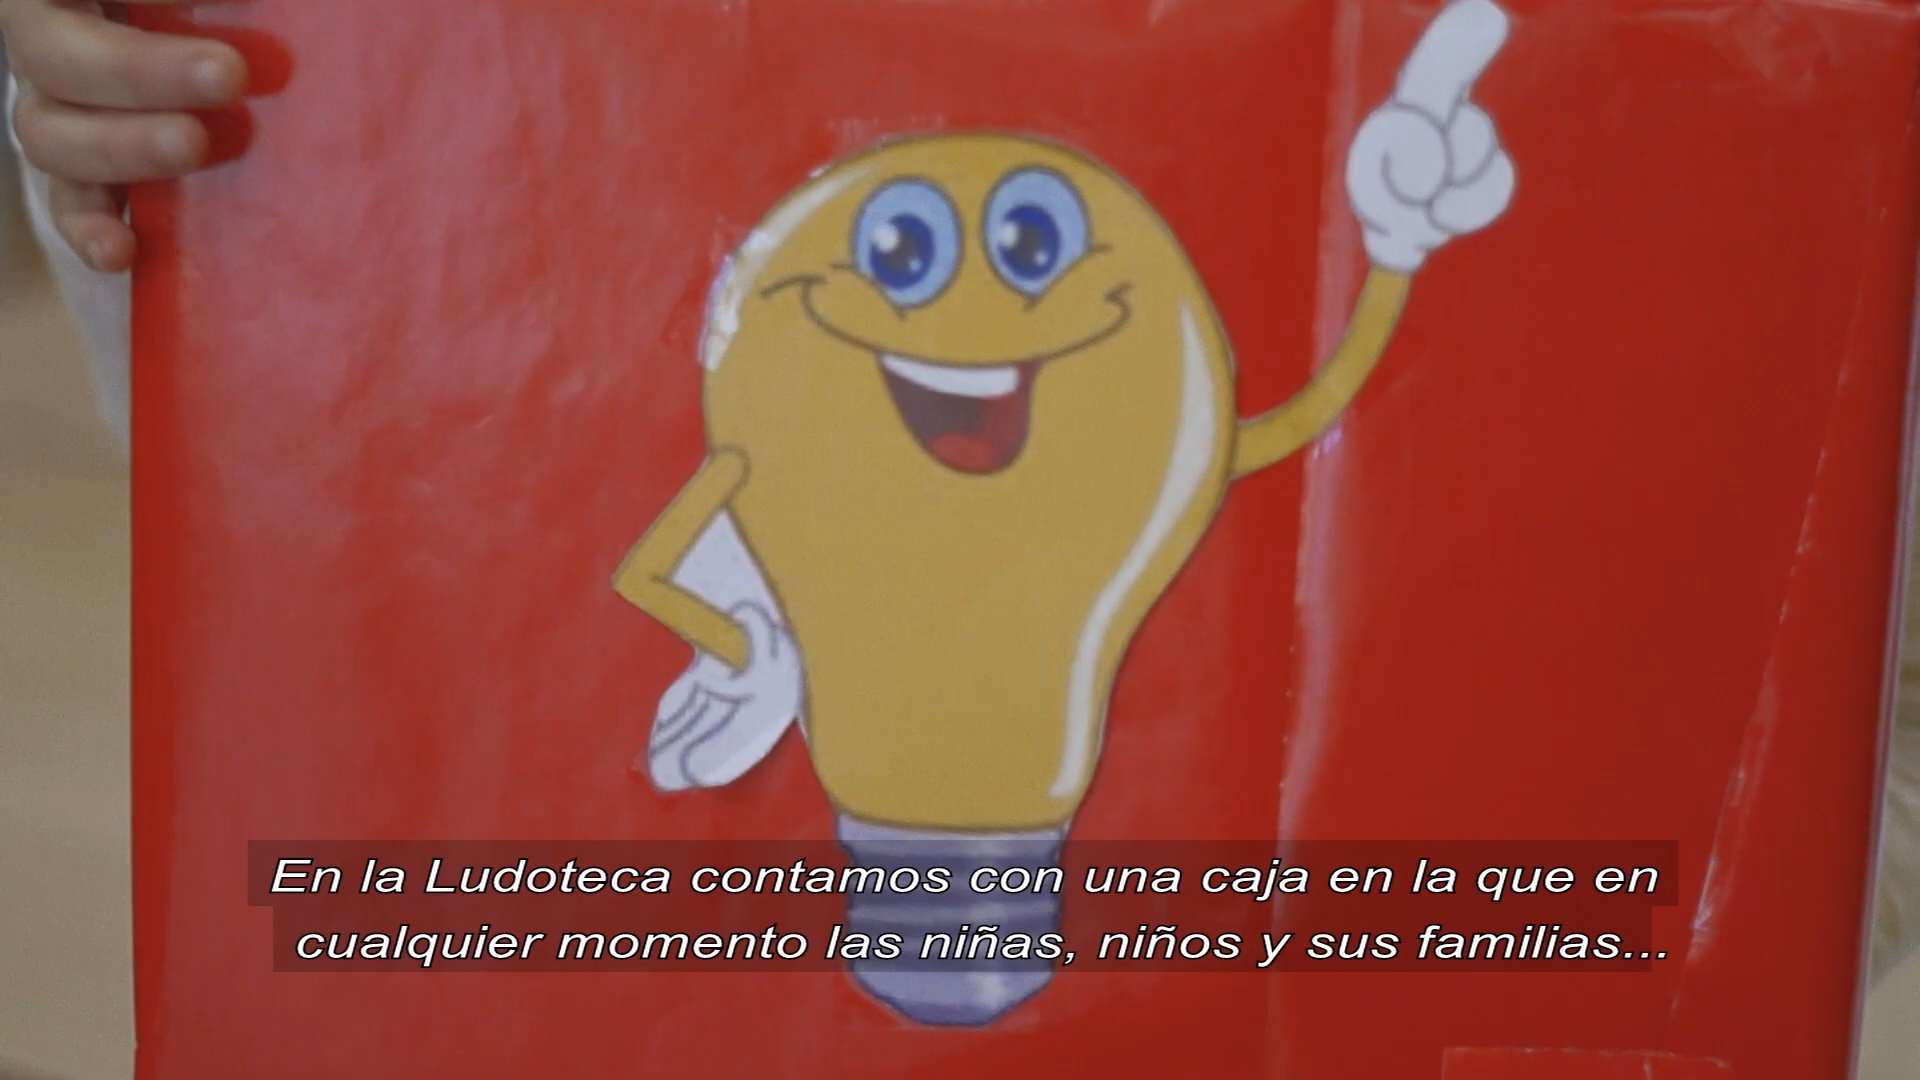 En la Ludoteca contamos con una caja en la que en
cualquier momento las niñas, niños y sus familias...